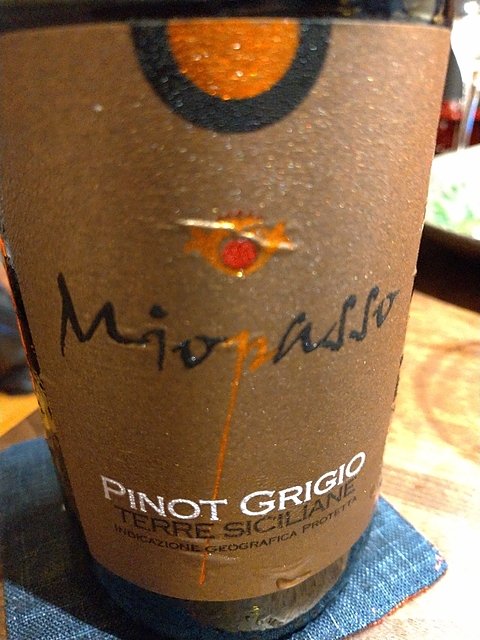 Miopasso
PINOT GRIGIO
TERRE SICILIANE
INDICAZIONE GEOGRAFICA PROTETTA